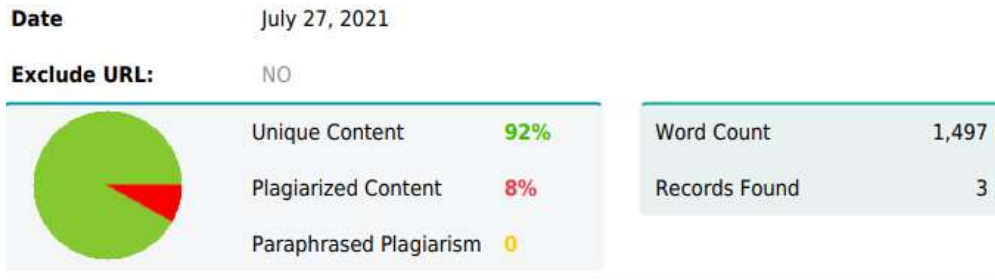 Date July 27, 2021
Exclude URL: NO
Unique Content 92%
Plagiarized Content 8%
Paraphrased Plagiarism 0
Word Count 1,497
Records Found 3